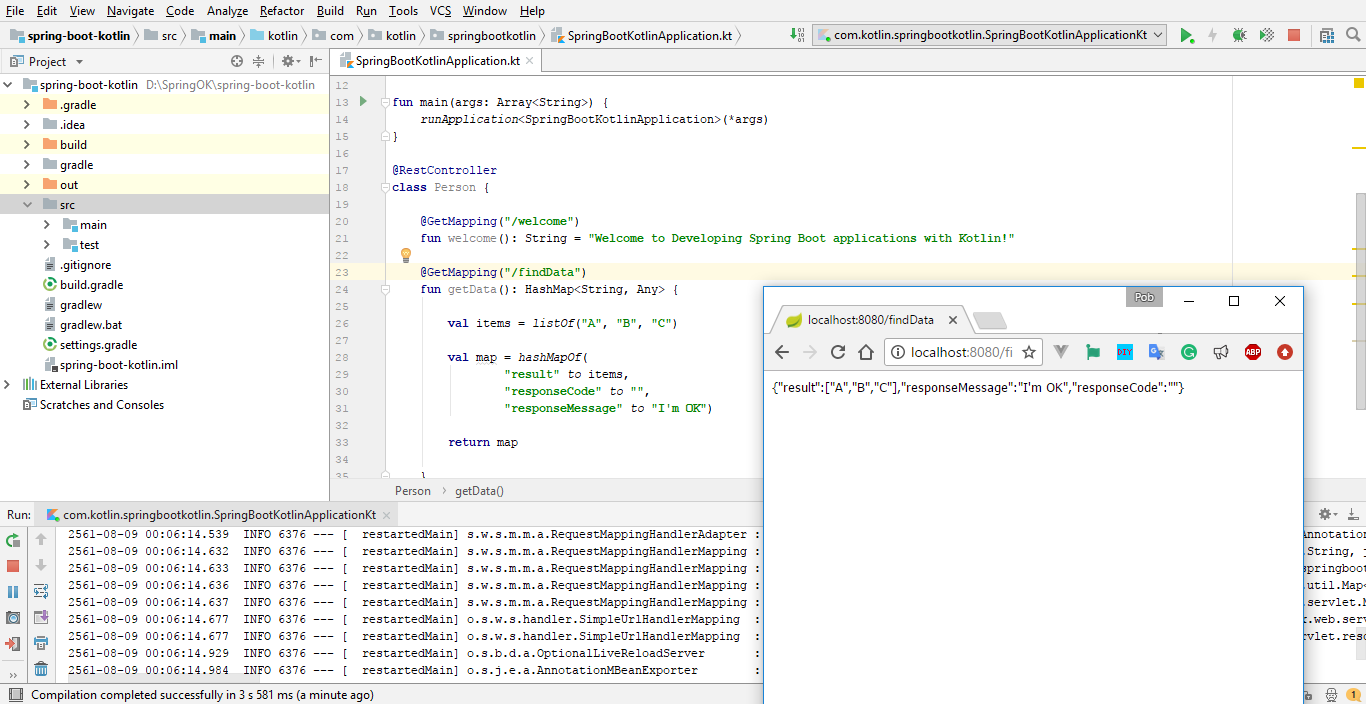 File Edit View Navigate Code Analyze Refactor Build Run Tools VCS Window Help
spring-boot-kotlin src main kotlin com kotlin springbootkotlin SpringBootKotlinApplication.kt com.kotlin.springbootkotlin.SpringBootKotlinApplicationKt
Project
SpringBootKotlinApplication.kt
spring-boot-kotlin D:\SpringOK\spring-boot-kotlin
.gradle
.idea
build
gradle
out
src
main
test
.gitignore
build.gradle
gradlew
gradlew.bat
settings.gradle
spring-boot-kotlin.iml
External Libraries
Scratches and Consoles
12
13 fun main(args: Array<String>) {
14 runApplication<SpringBootKotlinApplication>(*args)
15 }
16
17 @RestController
18 class Person {
19
20 @GetMapping("/welcome")
21 fun welcome(): String = "Welcome to Developing Spring Boot applications with Kotlin!"
22
23 @GetMapping("/findData")
24 fun getData(): HashMap<String, Any> {
25
26 val items = listOf("A", "B", "C")
27
28 val map = hashMapOf(
29 "result" to items,
30 "responseCode" to "",
31 "responseMessage" to "I'm OK")
32
33 return map
34
35 }
Person getData()
Pob
localhost:8080/findData
localhost:8080/fi DIY ABP
{"result":["A","B","C"],"responseMessage":"I'm OK","responseCode":""}
Run: com.kotlin.springbootkotlin.SpringBootKotlinApplicationKt
2561-08-09 00:06:14.539 INFO 6376 --- [ restartedMain] s.w.s.m.m.a.RequestMappingHandlerAdapter :
2561-08-09 00:06:14.632 INFO 6376 --- [ restartedMain] s.w.s.m.m.a.RequestMappingHandlerMapping : .String, j
2561-08-09 00:06:14.633 INFO 6376 --- [ restartedMain] s.w.s.m.m.a.RequestMappingHandlerMapping : springboot
2561-08-09 00:06:14.636 INFO 6376 --- [ restartedMain] s.w.s.m.m.a.RequestMappingHandlerMapping : util.Map<
2561-08-09 00:06:14.637 INFO 6376 --- [ restartedMain] s.w.s.m.m.a.RequestMappingHandlerMapping : .servlet.M
2561-08-09 00:06:14.677 INFO 6376 --- [ restartedMain] o.s.w.s.handler.SimpleUrlHandlerMapping : r.web.serv
2561-08-09 00:06:14.677 INFO 6376 --- [ restartedMain] o.s.w.s.handler.SimpleUrlHandlerMapping : rvlet.reso
2561-08-09 00:06:14.929 INFO 6376 --- [ restartedMain] o.s.b.d.a.OptionalLiveReloadServer :
2561-08-09 00:06:14.984 INFO 6376 --- [ restartedMain] o.s.j.e.a.AnnotationMBeanExporter :
Compilation completed successfully in 3 s 581 ms (a minute ago) 1